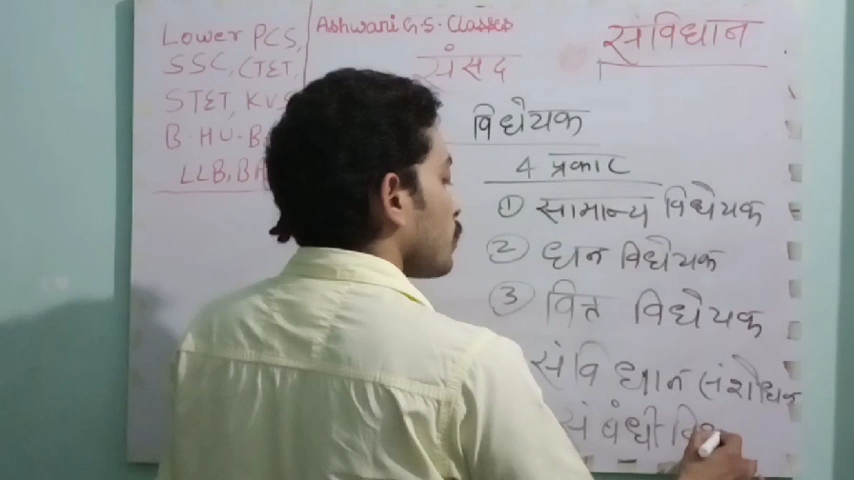 Lower PCS,
SSC, CTET,
STET, KVS
B.HU-B
LLB, BA
Ashwani G.S. Classes
संसद
संविधान
विधेयक
4 प्रकार
① सामान्य विधेयक
② धन विधेयक
③ वित्त विधेयक
संविधान संशोधन
संबंधी